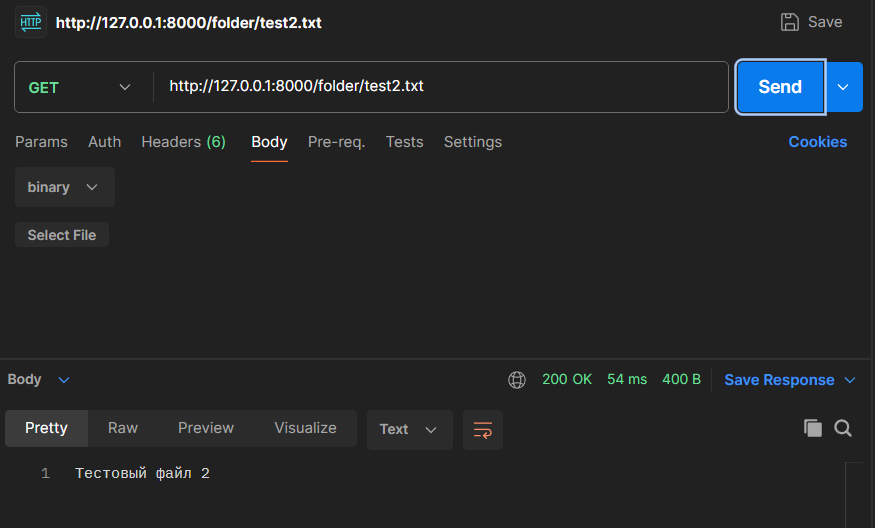 HTTP http://127.0.0.1:8000/folder/test2.txt Save
GET http://127.0.0.1:8000/folder/test2.txt Send
Params Auth Headers (6) Body Pre-req. Tests Settings Cookies
binary
Select File
Body 200 OK 54 ms 400 B Save Response
Pretty Raw Preview Visualize Text
1 Тестовый файл 2